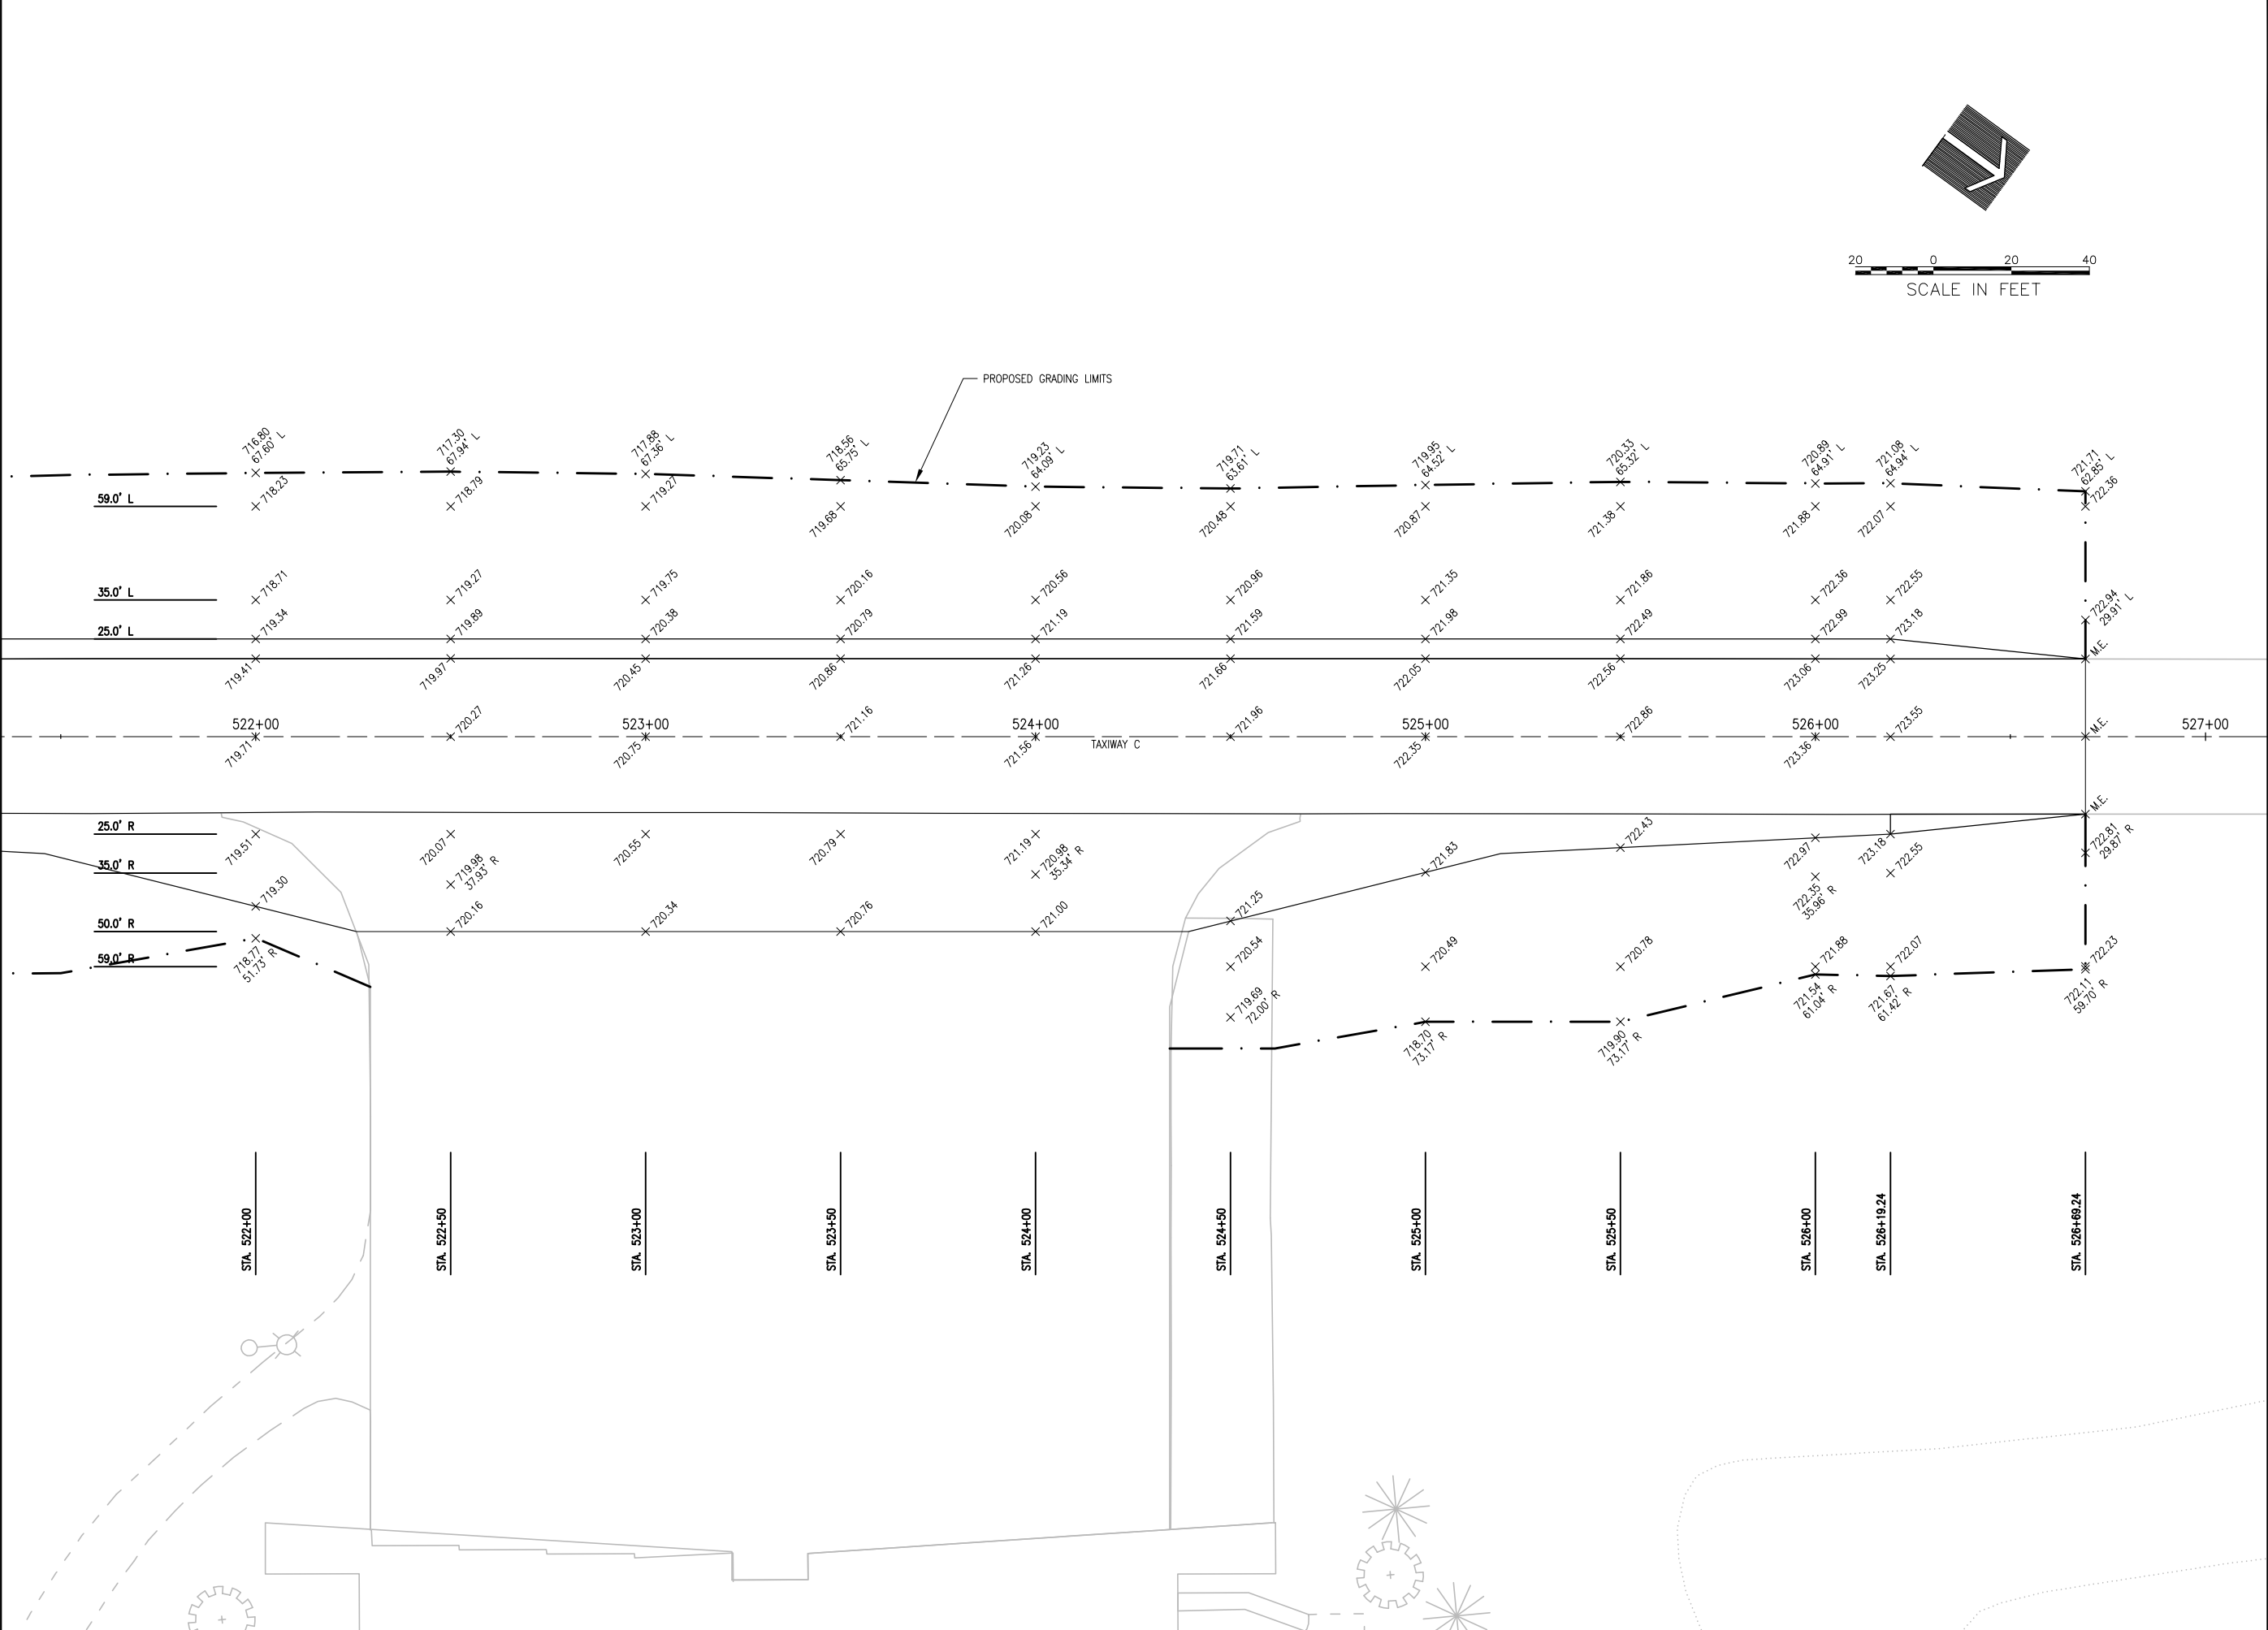 20 0 20 40
SCALE IN FEET
PROPOSED GRADING LIMITS
716.80
67.60' L
717.30
67.94' L
717.88
67.36' L
718.56
65.75' L
719.23
64.09' L
719.71
63.61' L
719.95
64.52' L
720.33
65.32' L
720.89
64.91' L
721.08
64.94' L
721.71
62.85' L
59.0' L
718.23
718.79
719.27
719.68
720.08
720.48
720.87
721.38
721.88
722.07
722.36
35.0' L
718.71
719.27
719.75
720.16
720.56
720.96
721.35
721.86
722.36
722.55
722.94
29.91' L
25.0' L
719.34
719.89
720.38
720.79
721.19
721.59
721.98
722.49
722.99
723.18
719.41
719.97
720.45
720.86
721.26
721.66
722.05
722.56
723.06
723.25
M.E.
522+00
523+00
524+00
525+00
526+00
527+00
719.71
720.27
720.75
721.16
721.56
TAXIWAY C
721.96
722.35
722.86
723.36
723.55
M.E.
M.E.
25.0' R
719.51
720.07
720.55
720.79
721.19
721.83
722.43
722.97
723.18
722.81
29.87' R
35.0' R
719.30
719.98
37.93' R
720.98
35.34' R
722.35
35.96' R
722.55
50.0' R
720.16
720.34
720.76
721.00
721.25
59.0' R
718.77
51.73' R
720.54
720.49
720.78
721.88
722.07
722.23
719.69
72.00' R
718.70
73.17' R
719.90
73.17' R
721.54
61.04' R
721.67
61.42' R
722.11
59.70' R
STA. 522+00
STA. 522+50
STA. 523+00
STA. 523+50
STA. 524+00
STA. 524+50
STA. 525+00
STA. 525+50
STA. 526+00
STA. 526+19.24
STA. 526+69.24